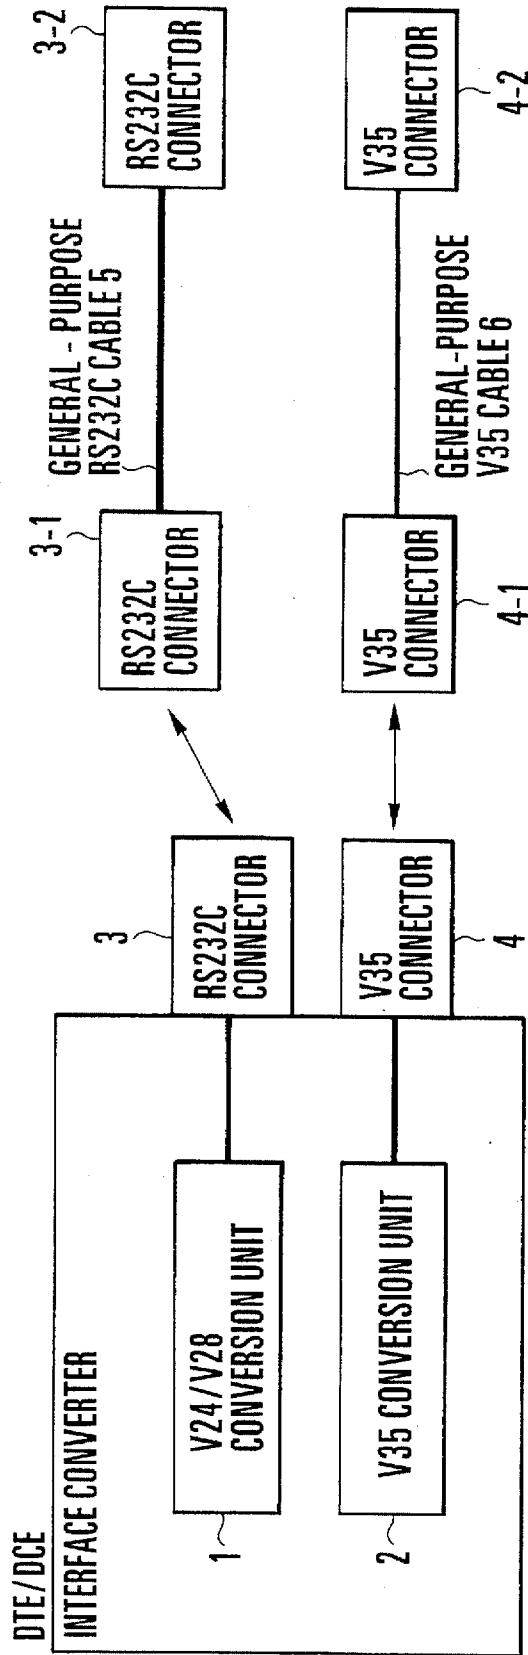 DTE/DCE
INTERFACE CONVERTER
V24/V28
CONVERSION UNIT
1
RS232C
CONNECTOR
3
RS232C
CONNECTOR
3-1
GENERAL-PURPOSE
RS232C CABLE 5
RS232C
CONNECTOR
3-2
V35 CONVERSION UNIT
2
V35
CONNECTOR
4
V35
CONNECTOR
4-1
GENERAL-PURPOSE
V35 CABLE 6
V35
CONNECTOR
4-2